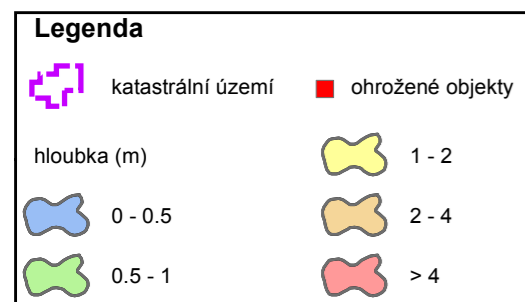 Legenda
katastrální území
ohrožené objekty
hloubka (m)
1 - 2
0 - 0.5
2 - 4
0.5 - 1
> 4